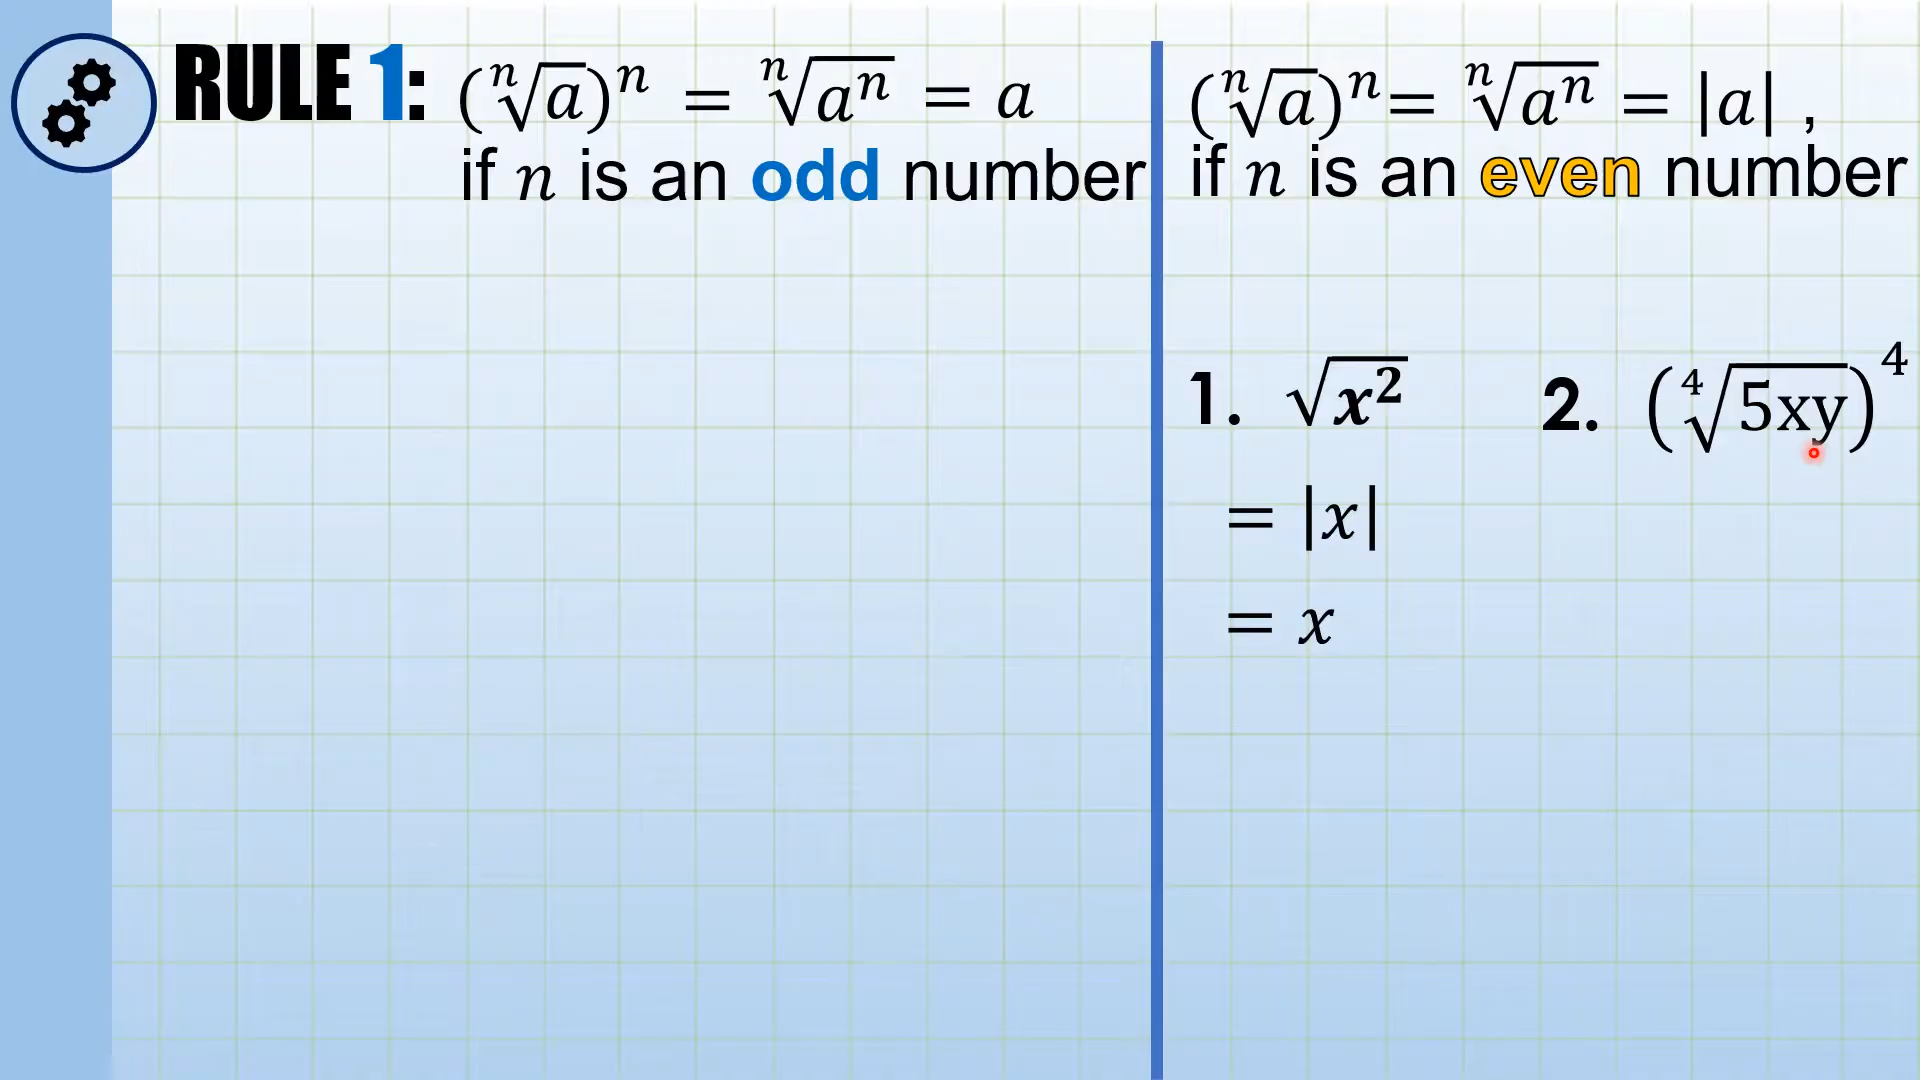 RULE 1: (ⁿ√a)ⁿ = ⁿ√aⁿ = a
if n is an odd number
(ⁿ√a)ⁿ = ⁿ√aⁿ = |a| ,
if n is an even number
1. √x² 2. (⁴√5xy)⁴
= |x|
= x